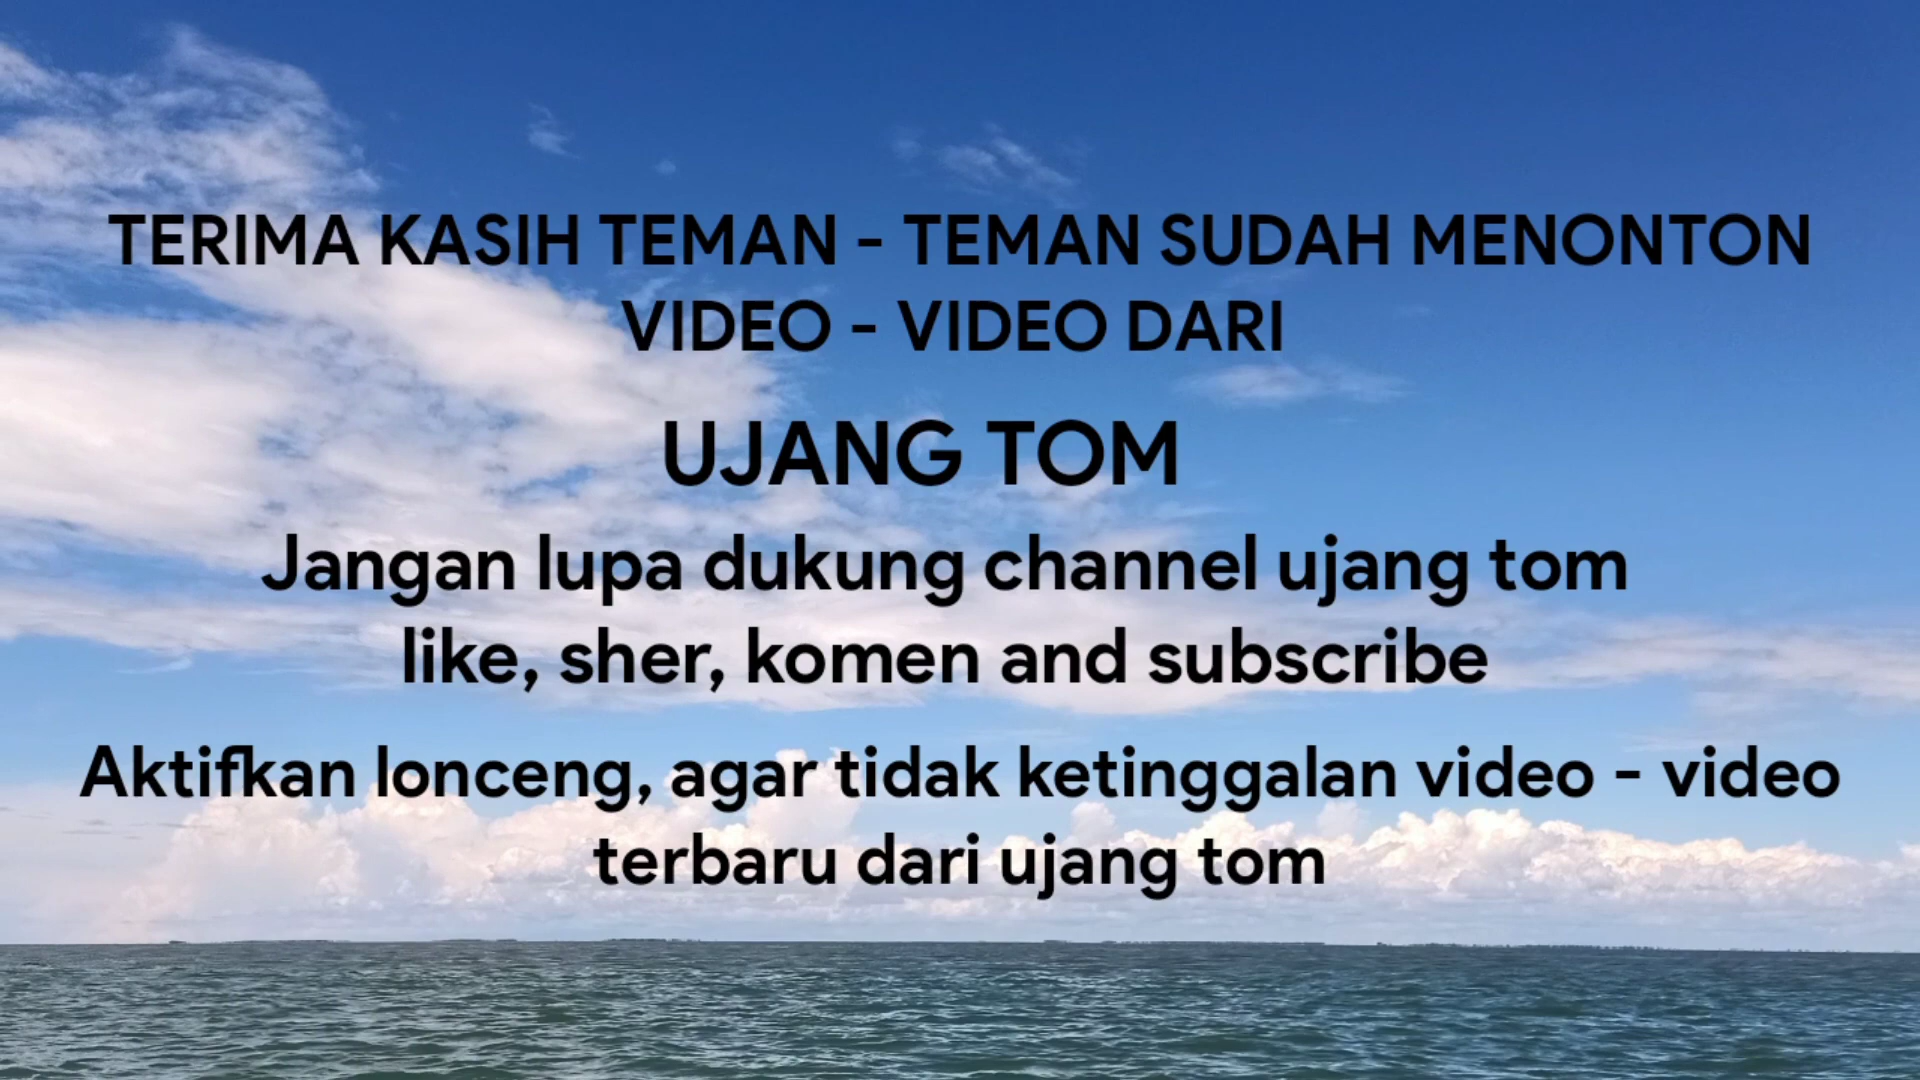 TERIMA KASIH TEMAN - TEMAN SUDAH MENONTON
VIDEO - VIDEO DARI
UJANG TOM
Jangan lupa dukung channel ujang tom
like, sher, komen and subscribe
Aktifkan lonceng, agar tidak ketinggalan video - video
terbaru dari ujang tom